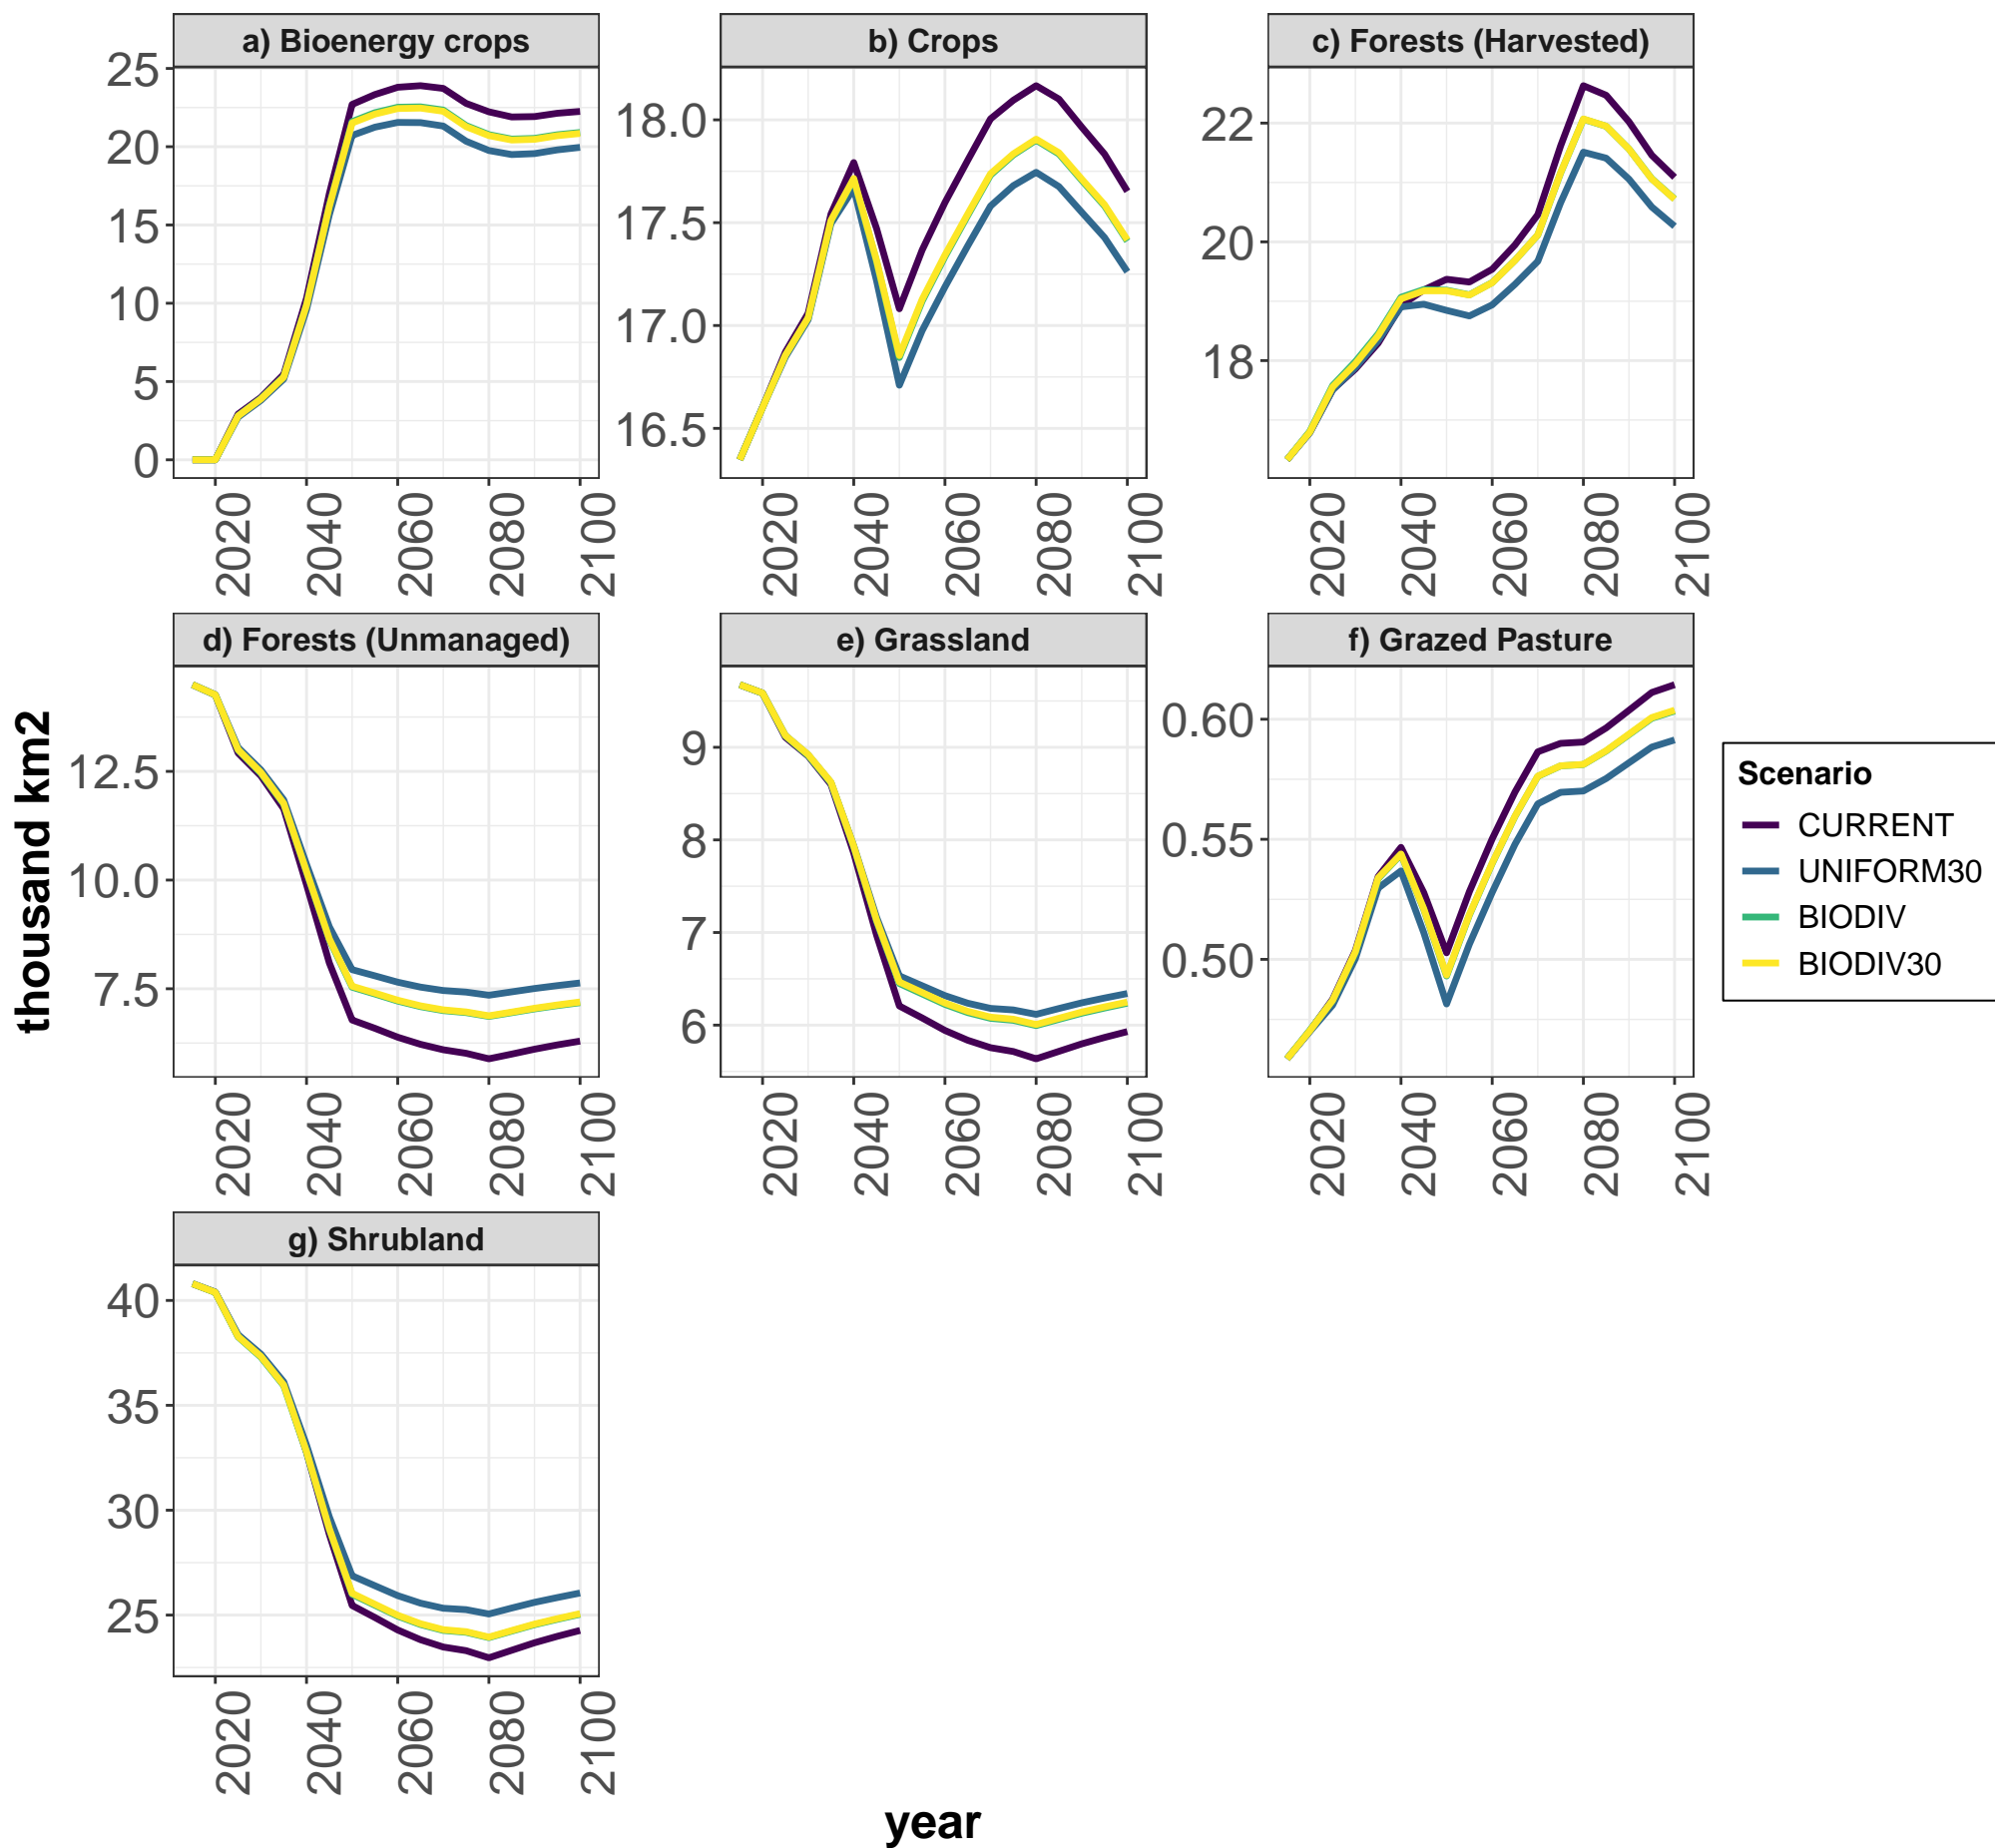 a) Bioenergy crops
b) Crops
c) Forests (Harvested)
25
20
15
10
5
0
18.0
17.5
17.0
16.5
22
20
18
2020 2040 2060 2080 2100
2020 2040 2060 2080 2100
2020 2040 2060 2080 2100
d) Forests (Unmanaged)
e) Grassland
f) Grazed Pasture
thousand km2
12.5
10.0
7.5
9
8
7
6
0.60
0.55
0.50
2020 2040 2060 2080 2100
2020 2040 2060 2080 2100
2020 2040 2060 2080 2100
Scenario
CURRENT
UNIFORM30
BIODIV
BIODIV30
g) Shrubland
40
35
30
25
2020 2040 2060 2080 2100
year